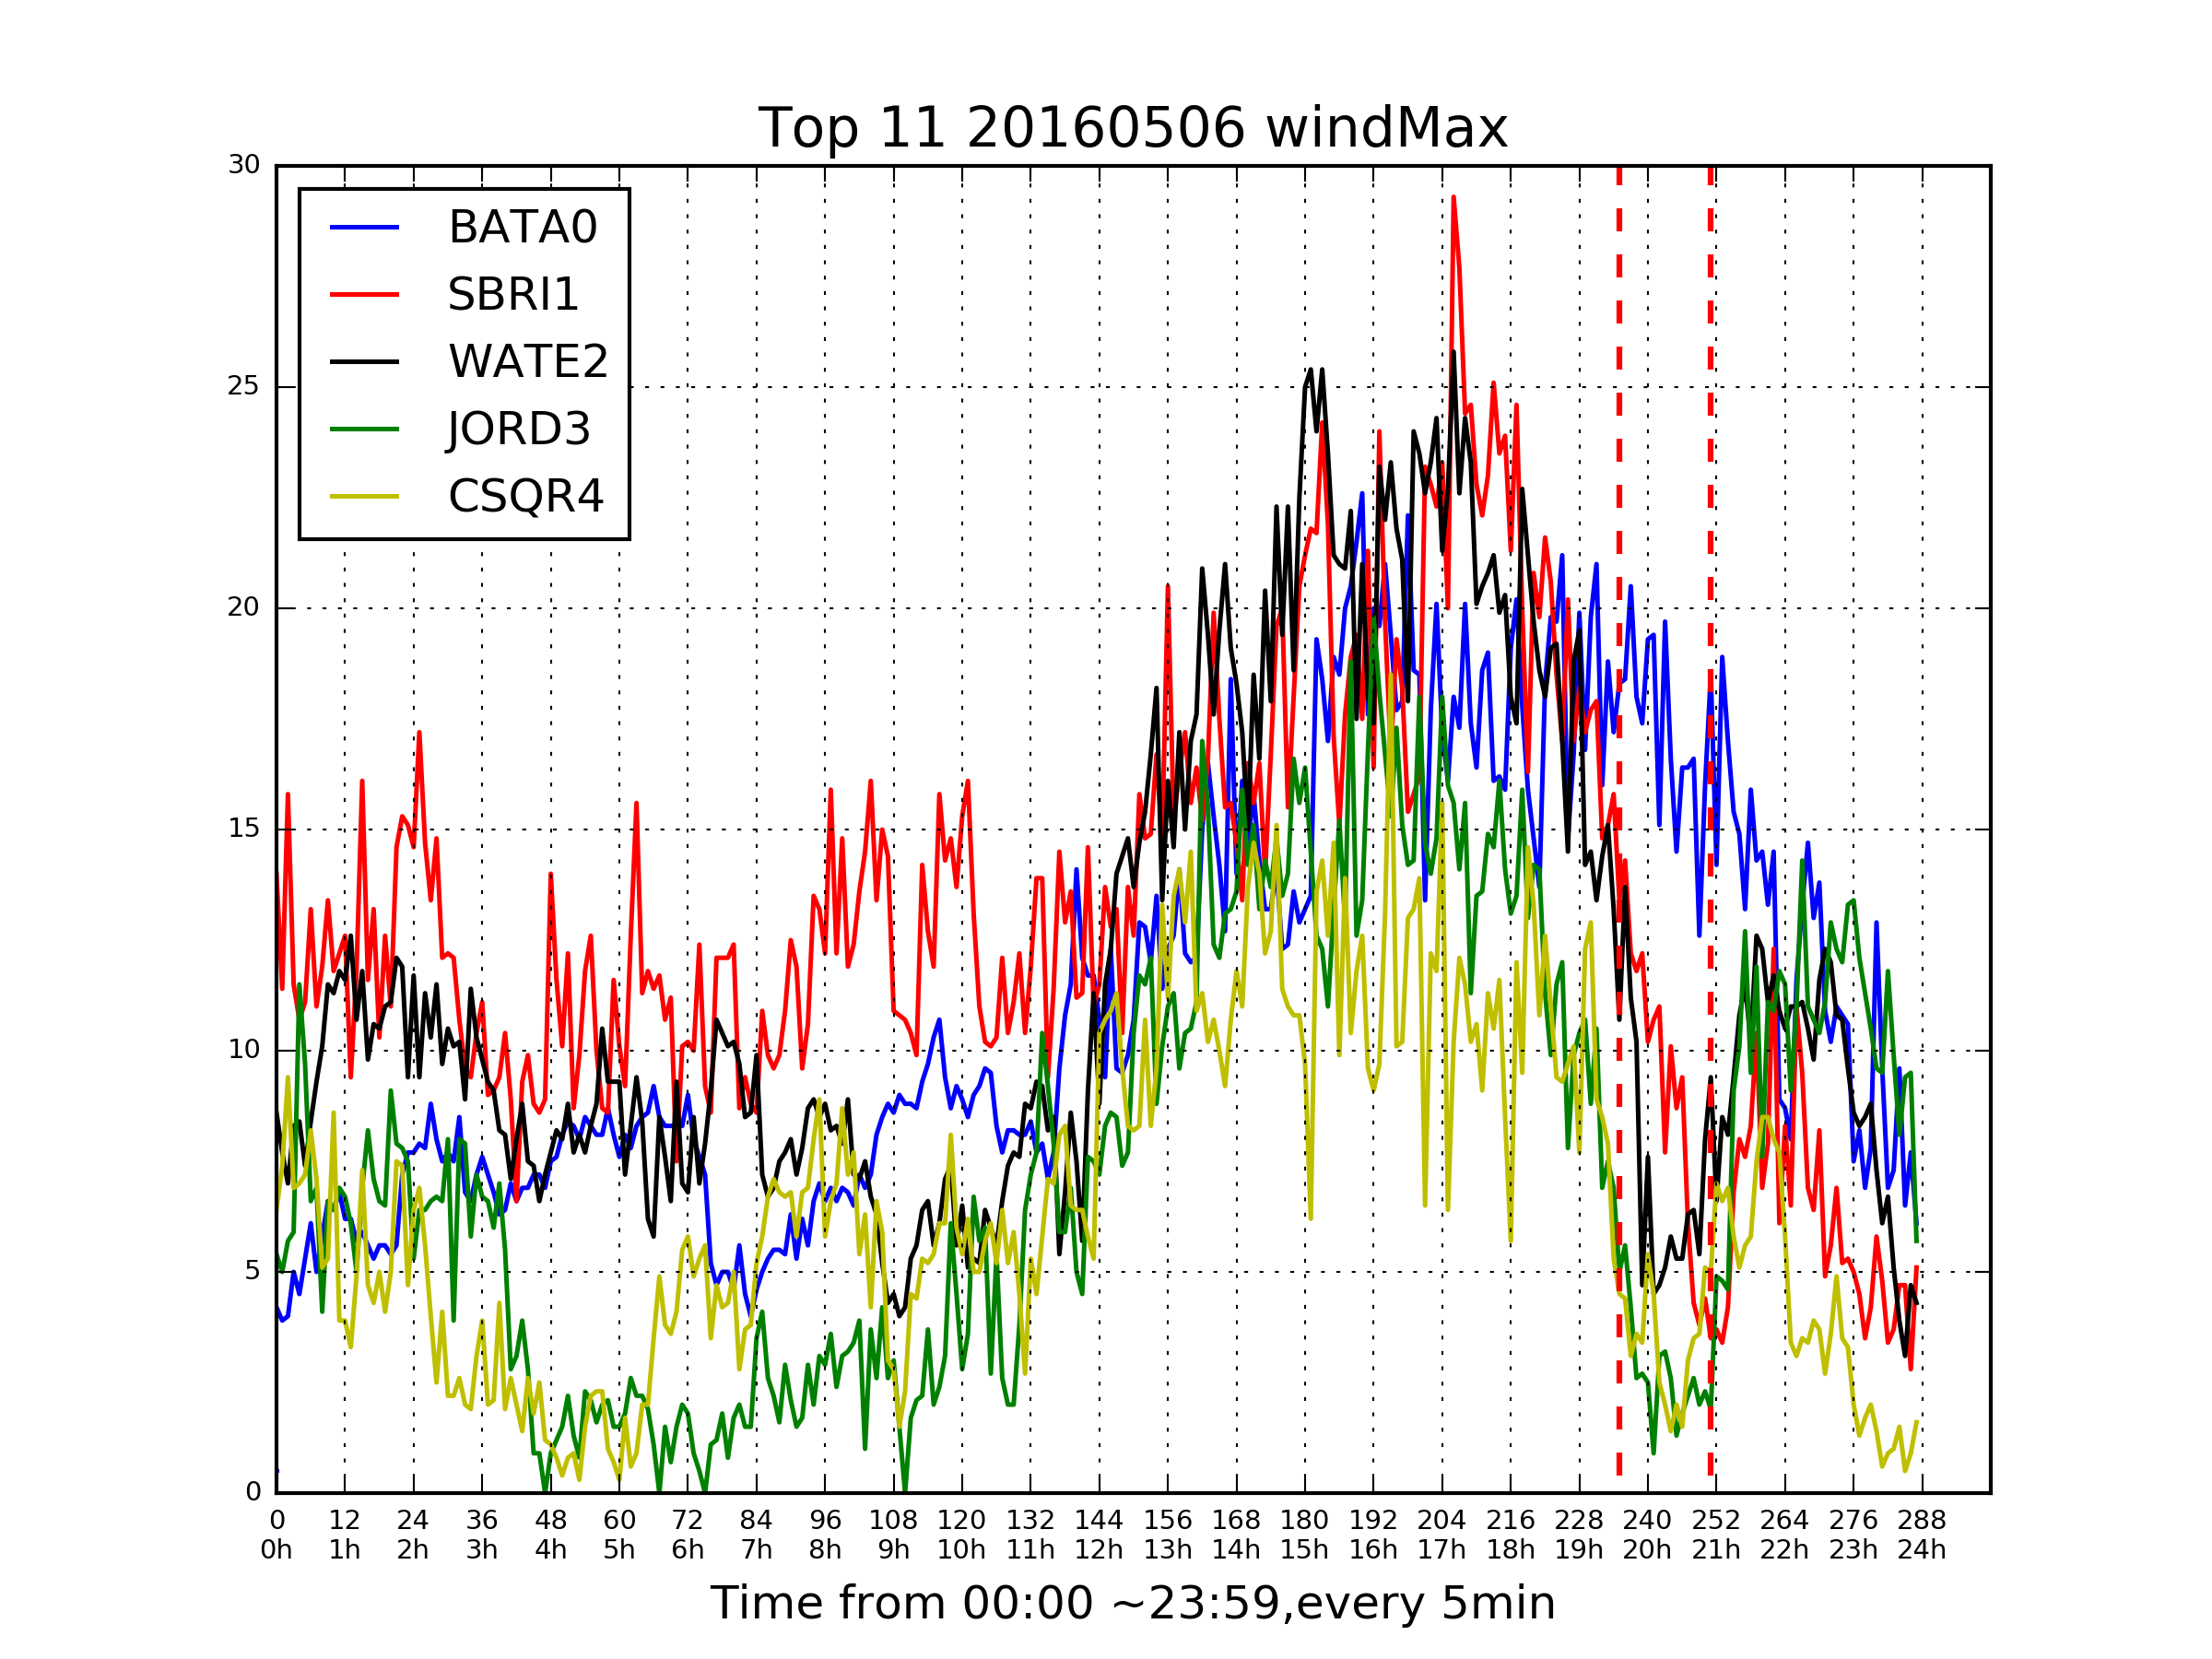 Top 11 20160506 windMax
30
25
20
15
10
5
0
BATA0
SBRI1
WATE2
JORD3
CSQR4
0 12 24 36 48 60 72 84 96 108 120 132 144 156 168 180 192 204 216 228 240 252 264 276 288
0h 1h 2h 3h 4h 5h 6h 7h 8h 9h 10h 11h 12h 13h 14h 15h 16h 17h 18h 19h 20h 21h 22h 23h 24h
Time from 00:00 ~23:59,every 5min